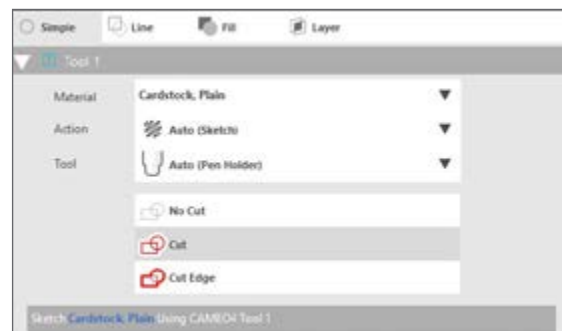 Simple Line Fill Layer
Tool 1
Material Cardstock, Plain
Action Auto (Sketch)
Tool Auto (Pen Holder)
No Cut
Cut
Cut Edge
Sketch Cardstock, Plain Using CAMEO4 Tool 1